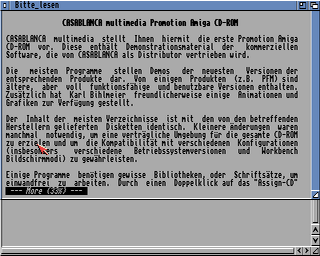 Bitte_lesen
CASABLANCA multimedia Promotion Amiga CD-ROM
CASABLANCA multimedia stellt Ihnen hiermit die erste Promotion Amiga
CD-ROM vor. Diese enthält Demonstrationsmaterial der kommerziellen
Software, die von CASABLANCA als Distributor vertrieben wird.
Die meisten Programme stellen Demos der neuesten Versionen der
entsprechenden Produkte dar. Von einigen Produkten (z.B. PFM) sind
ältere, aber voll funktionsfähige und benutzbare Versionen enthalten.
Zusätzlich hat Karl Bihlmeier freundlicherweise einige Animationen und
Grafiken zur Verfügung gestellt.
Der Inhalt der meisten Verzeichnisse ist mit den von den betreffenden
Herstellern gelieferten Disketten identisch. Kleinere Änderungen waren
manchmal notwendig, um eine verträgliche Umgebung für die gesamte CD-ROM
zu erzielen und um die Kompatibilität mit verschiedenen Konfigurationen
(insbesonders verschiedene Betriebssystemversionen und Workbench
Bildschirmmodi) zu gewährleisten.
Einige Programme benötigen gewisse Bibliotheken, oder Schriftsätze, um
einwandfrei zu arbeiten. Durch einen Doppelklick auf das "Assign-CD"
-- More (33%) --